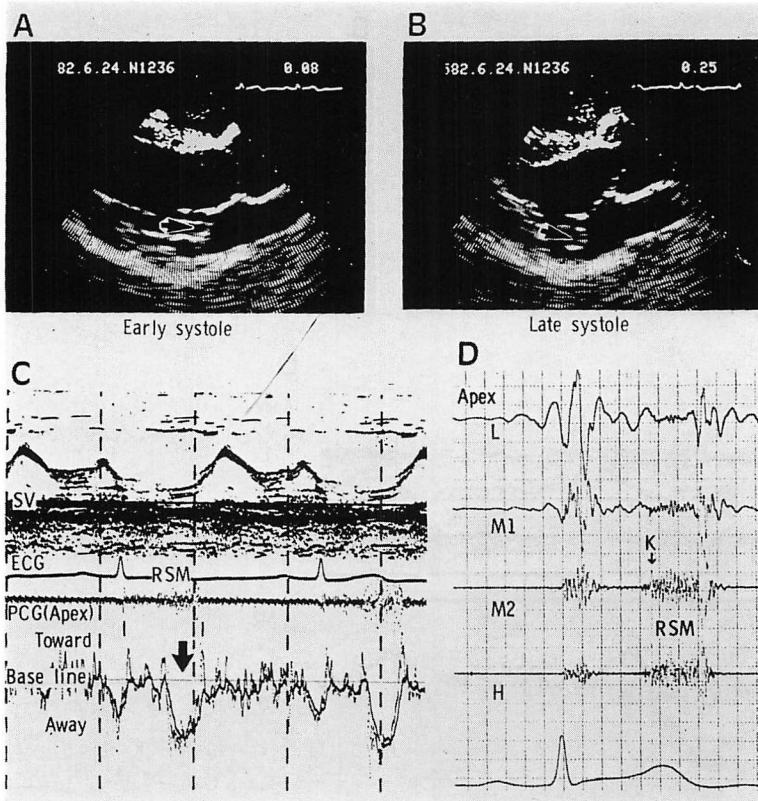 A
B
82.6.24.N1236
0.08
582.6.24.N1236
0.25
Early systole
Late systole
C
SV
ECG
RSM
PCG(Apex)
Toward
Base line
Away
D
Apex
L
M1
K
M2
RSM
H